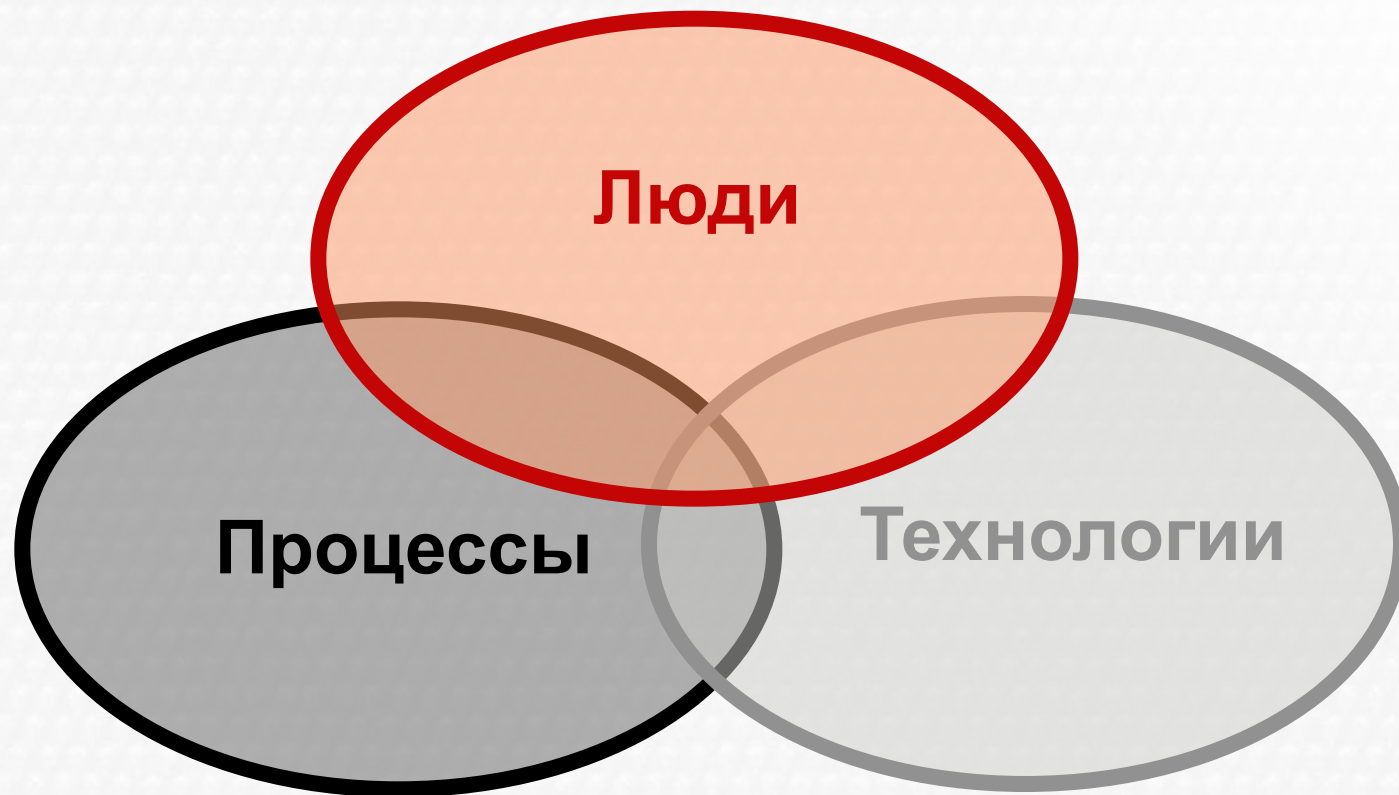 Люди
Процессы
Технологии